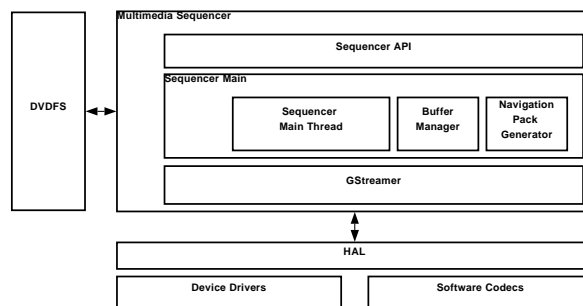 Multimedia Sequencer
Sequencer API
Sequencer Main
DVDFS
Sequencer
Main Thread
Buffer
Manager
Navigation
Pack
Generator
GStreamer
HAL
Device Drivers
Software Codecs